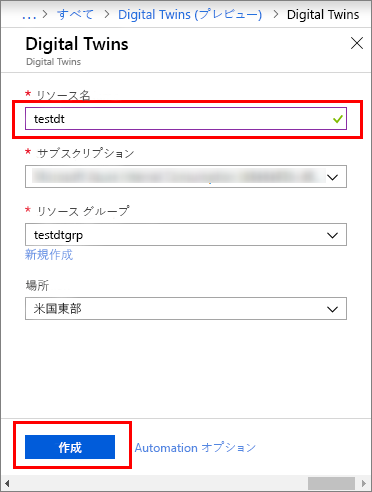 ... > すべて > Digital Twins (プレビュー) > Digital Twins
Digital Twins
Digital Twins
* リソース名
testdt
* サブスクリプション
* リソース グループ
testdtgrp
新規作成
場所
米国東部
作成 Automation オプション